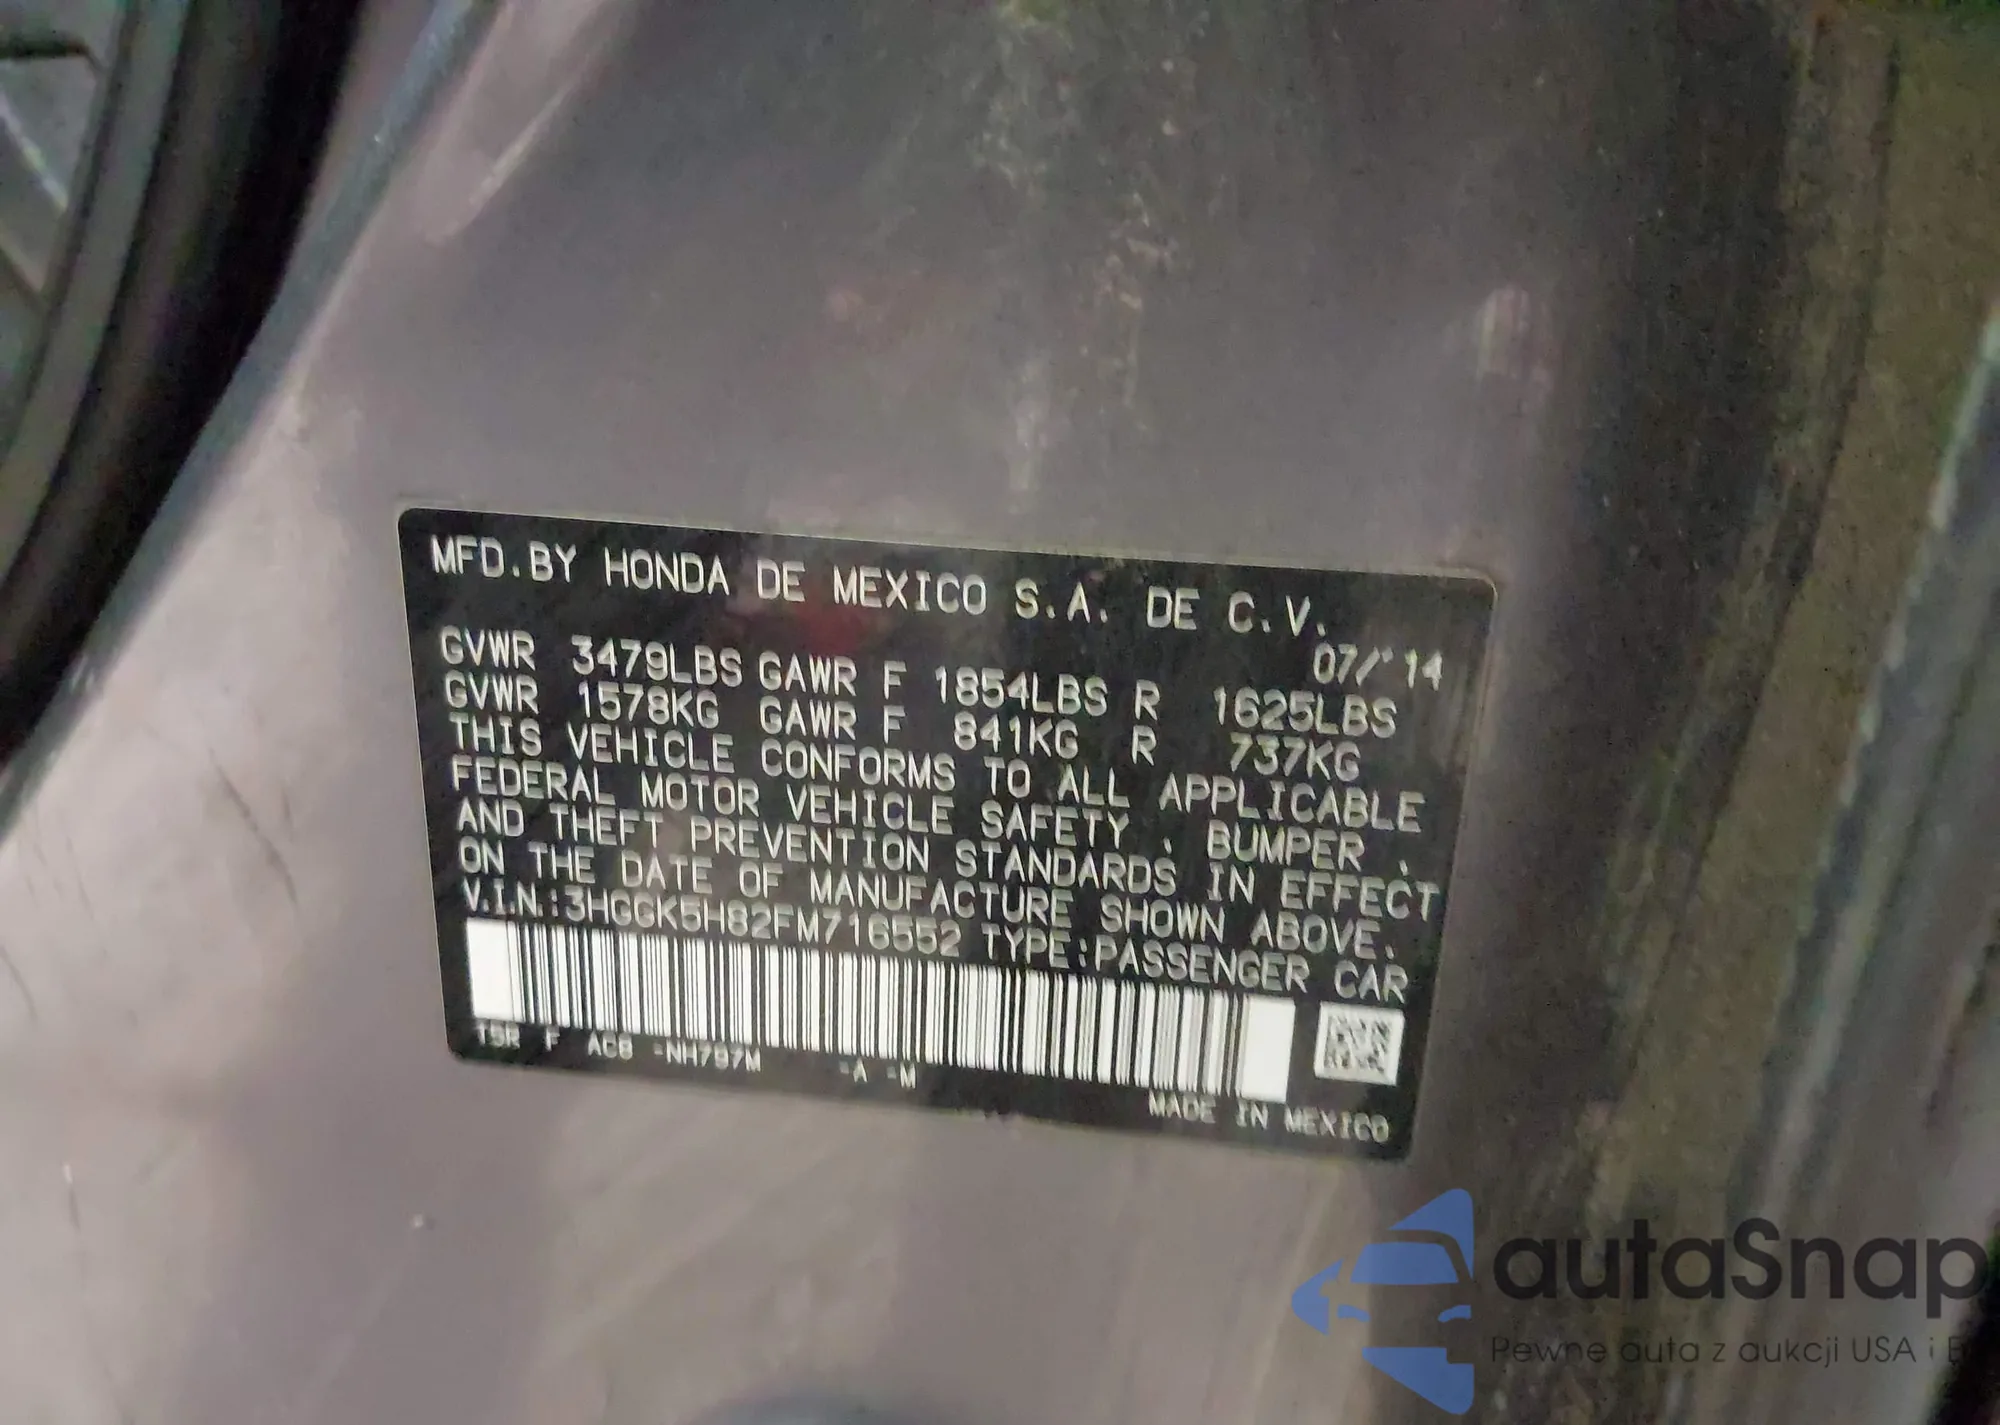 MFD.BY HONDA DE MEXICO S.A. DE C.V.
07/'14
GVWR 3479LBS GAWR F 1854LBS R 1625LBS
GVWR 1578KG GAWR F 841KG R 737KG
THIS VEHICLE CONFORMS TO ALL APPLICABLE
FEDERAL MOTOR VEHICLE SAFETY , BUMPER ,
AND THEFT PREVENTION STANDARDS IN EFFECT
ON THE DATE OF MANUFACTURE SHOWN ABOVE.
V.I.N.:3HGGK5H82FM716552 TYPE:PASSENGER CAR
T5R F AC8 -NH797M -A -M
MADE IN MEXICO
autaSnap
Pewne auta z aukcji USA i E